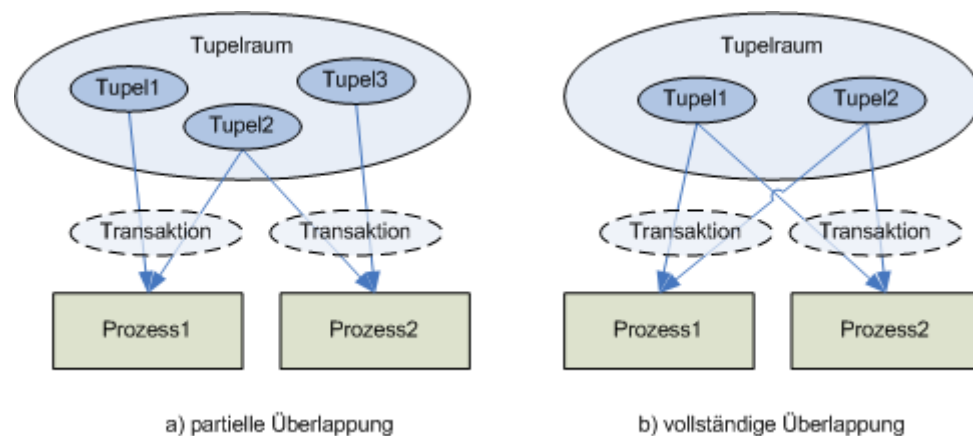 Tupelraum
Tupel1
Tupel3
Tupel2
Transaktion
Transaktion
Prozess1
Prozess2
a) partielle Überlappung
Tupelraum
Tupel1
Tupel2
Transaktion
Transaktion
Prozess1
Prozess2
b) vollständige Überlappung